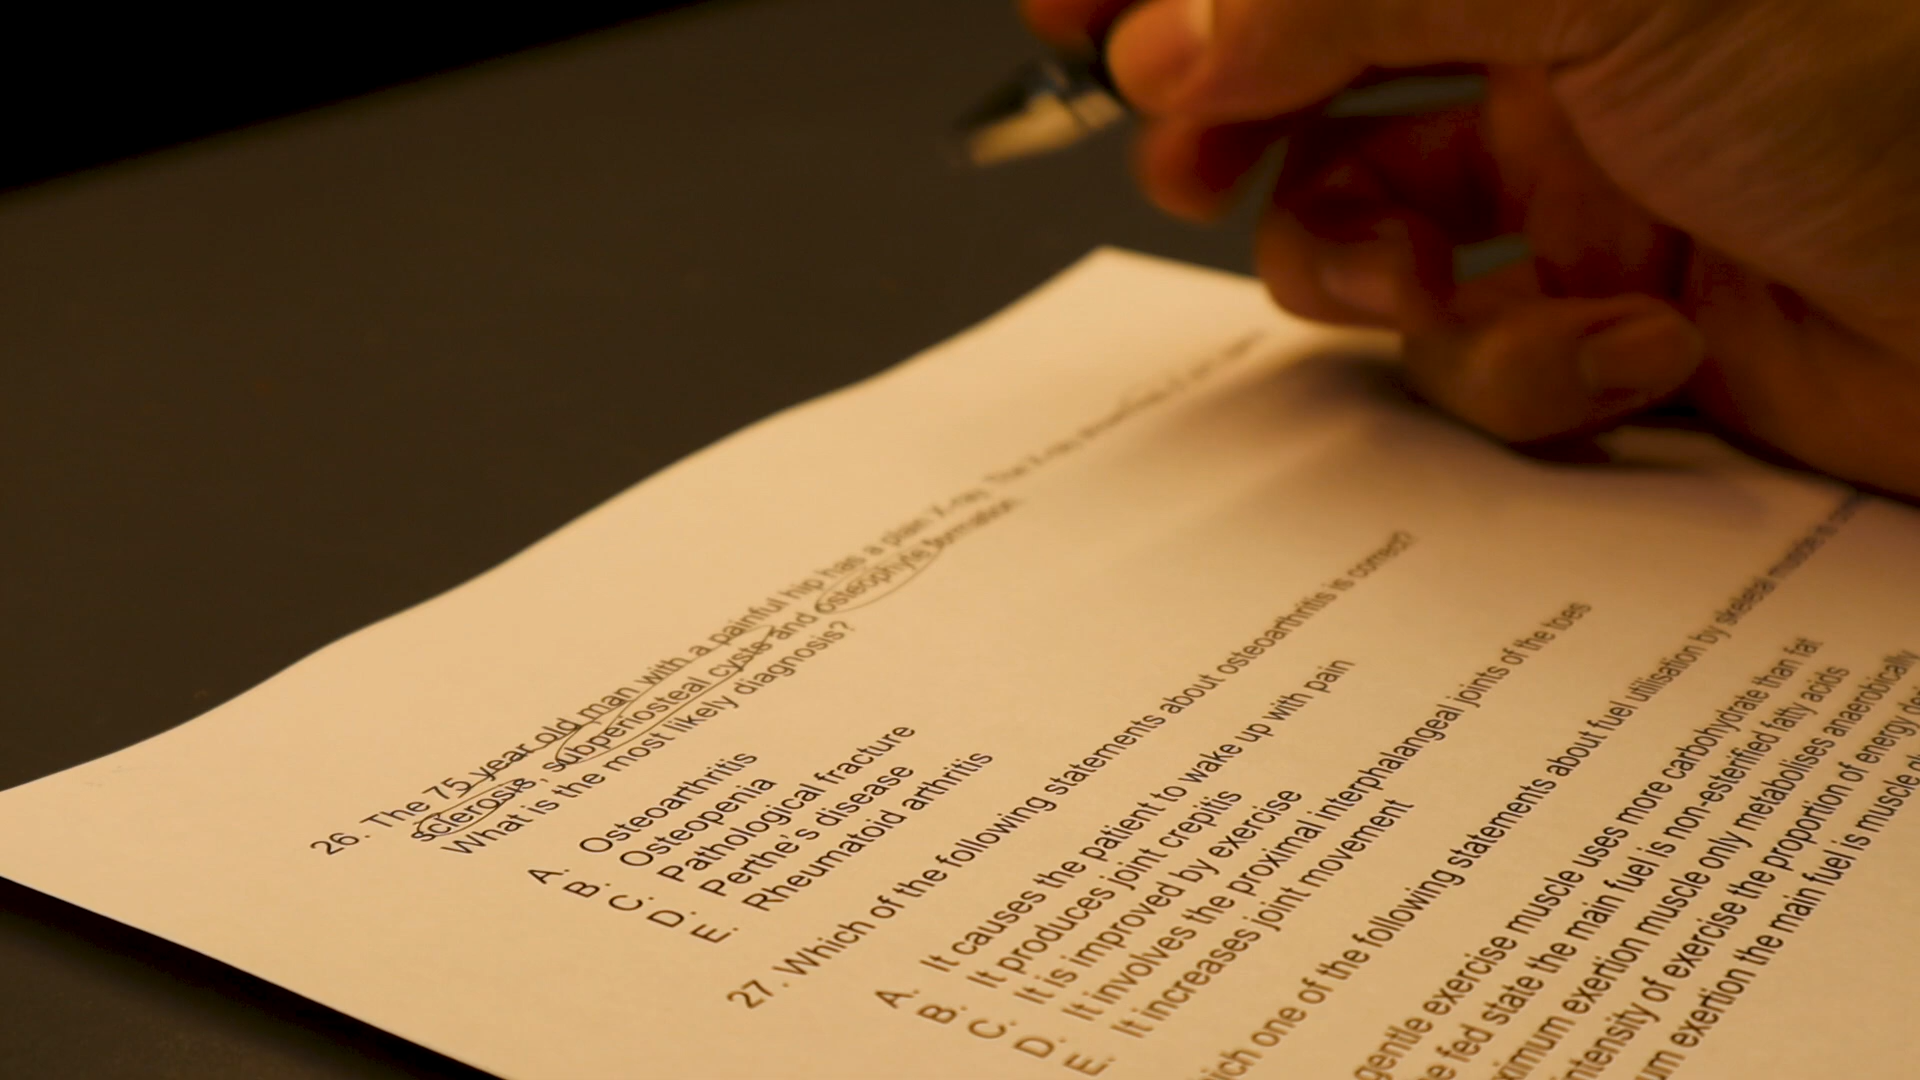 26. The 75 year old man with a painful hip has a plain X-ray. The X-ray
sclerosis, subperiosteal cysts and osteophyte formation.
What is the most likely diagnosis?
A. Osteoarthritis
B. Osteopenia
C. Pathological fracture
D. Perthe's disease
E. Rheumatoid arthritis
27. Which of the following statements about osteoarthritis is correct?
A. It causes the patient to wake up with pain
B. It produces joint crepitis
C. It is improved by exercise
D. It involves the proximal interphalangeal joints of the toes
E. It increases joint movement
one of the following statements about fuel utilisation by skeletal muscle is
gentle exercise muscle uses more carbohydrate than fat
fed state the main fuel is non-esterified fatty acids
exertion muscle only metabolises anaerobically
intensity of exercise the proportion of energy
exertion the main fuel is muscle